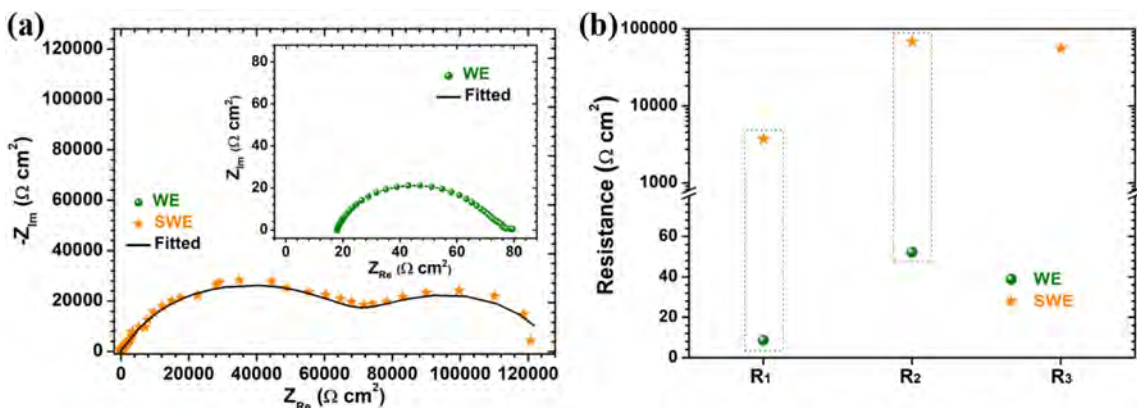 (a)
120000
100000
80000
60000
40000
20000
0
-Z_Im (Ω cm²)
WE
SWE
Fitted
0 20000 40000 60000 80000 100000 120000
Z_Re (Ω cm²)
80
60
40
20
0
Z_Im (Ω cm²)
WE
Fitted
0 20 40 60 80
Z_Re (Ω cm²)
(b)
100000
10000
1000
60
40
20
0
Resistance (Ω cm²)
WE
SWE
R₁ R₂ R₃